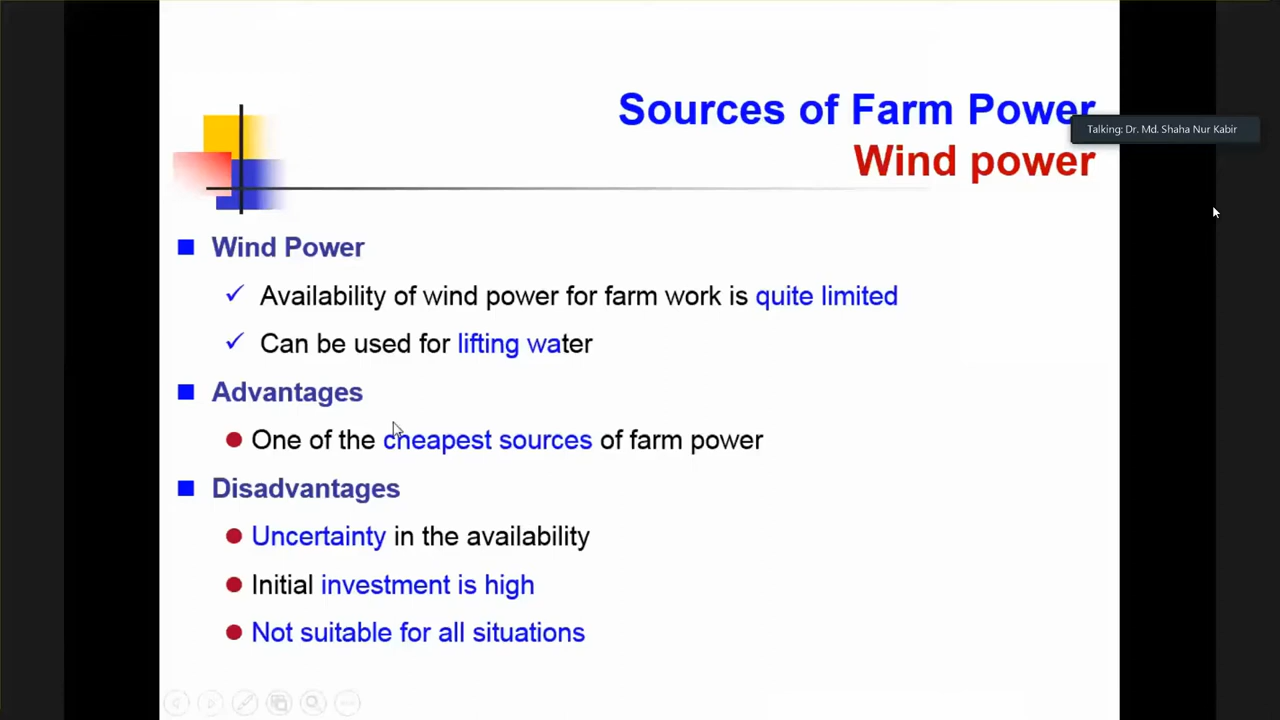 Sources of Farm Power
Talking: Dr. Md. Shaha Nur Kabir
Wind power
Wind Power
Availability of wind power for farm work is quite limited
Can be used for lifting water
Advantages
One of the cheapest sources of farm power
Disadvantages
Uncertainty in the availability
Initial investment is high
Not suitable for all situations